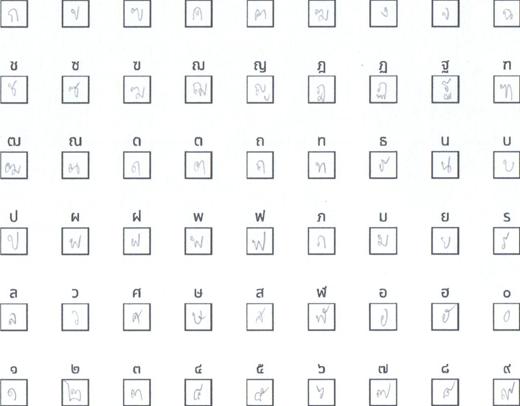 ก ข ฃ ค ฅ ฆ ง จ ฉ
ช ซ ฆ ฌ ญ ฎ ฏ ฐ ฑ
ช ซ ฆ ฌ ญ ฎ ฏ ฐ ฑ
ฒ ณ ด ต ถ ท ธ น บ
ฒ ณ ด ต ถ ท ธ น บ
ป ผ ฝ พ ฟ ภ ม ย ร
ป ผ ฝ พ ฟ ภ ม ย ร
ล ว ศ ษ ส ฬ อ ฮ ๐
ล ว ศ ษ ส ฬ อ ฮ ๐
๑ ๒ ๓ ๔ ๕ ๖ ๗ ๘ ๙
๑ ๒ ๓ ๔ ๕ ๖ ๗ ๘ ๙